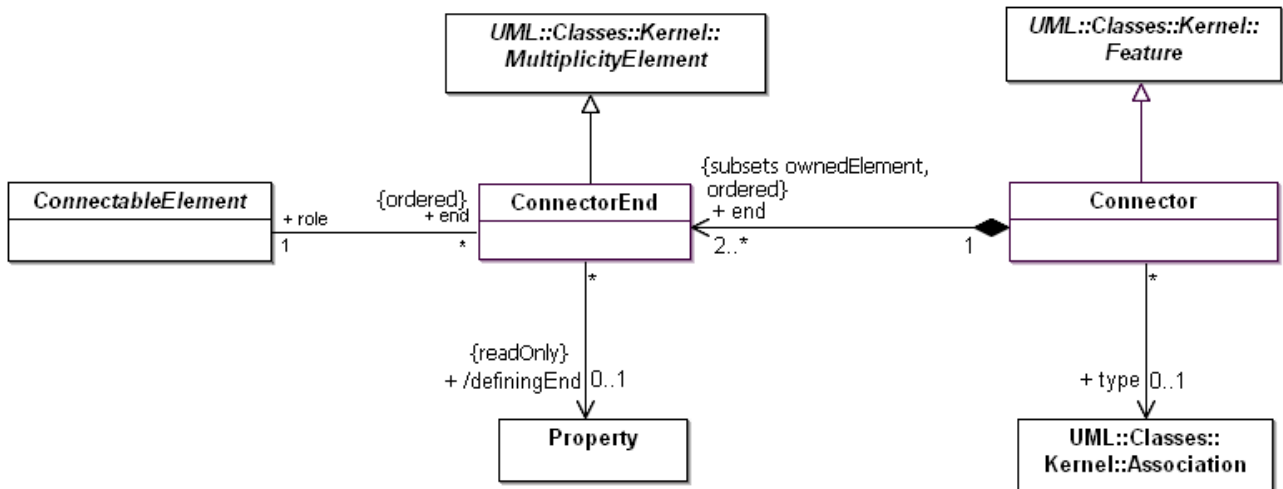 UML::Classes::Kernel::
MultiplicityElement
UML::Classes::Kernel::
Feature
ConnectableElement
+ role
1
{ordered}
+ end
*
ConnectorEnd
{subsets ownedElement,
ordered}
+ end
2..*
1
Connector
*
{readOnly}
+ /definingEnd
0..1
Property
*
+ type
0..1
UML::Classes::
Kernel::Association